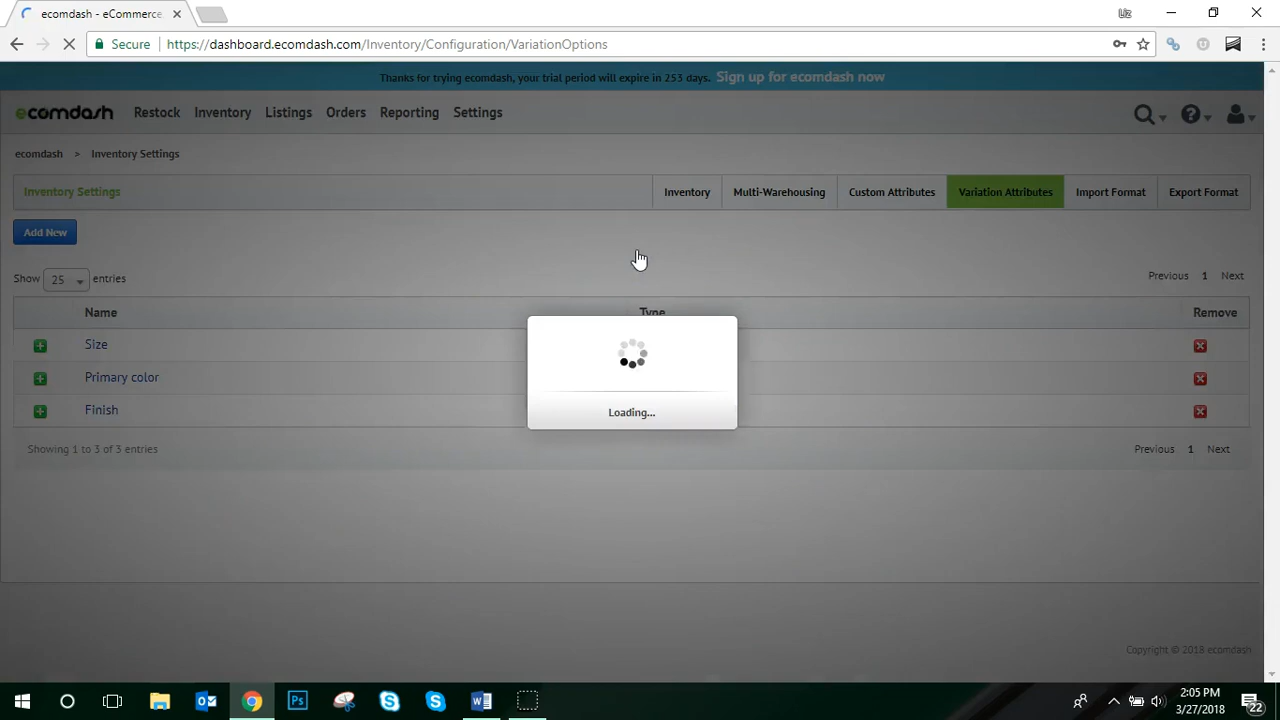 ecomdash - eCommerce
Liz
Secure https://dashboard.ecomdash.com/Inventory/Configuration/VariationOptions
Thanks for trying ecomdash, your trial period will expire in 253 days. Sign up for ecomdash now
ecomdash Restock Inventory Listings Orders Reporting Settings
ecomdash > Inventory Settings
Inventory Settings Inventory Multi-Warehousing Custom Attributes Variation Attributes Import Format Export Format
Add New
Show 25 entries Previous 1 Next
Name Type Remove
Size
Primary color
Finish
Loading...
Showing 1 to 3 of 3 entries Previous 1 Next
Copyright © 2018 ecomdash
2:05 PM
3/27/2018
22